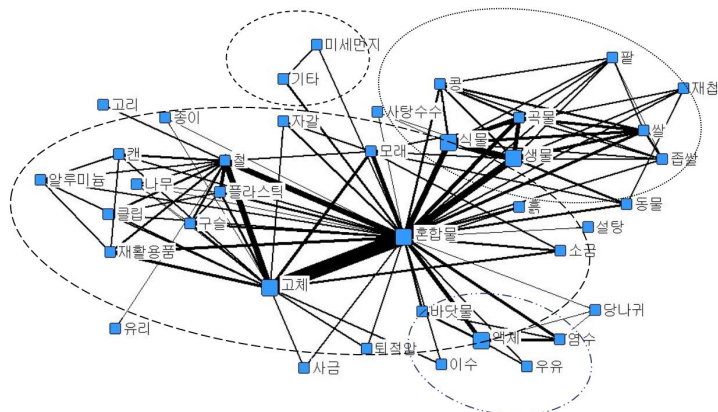 미세먼지
기타
팥
콩
재첩
고리
종이
자갈
사탕수수
곡물
식물
쌀
캔
철
모래
생물
좁쌀
알루미늄
나무
플라스틱
클립
구슬
흙
동물
혼합물
설탕
재활용품
소금
고체
바닷물
당나귀
유리
액체
염수
퇴적암
사금
이수
우유